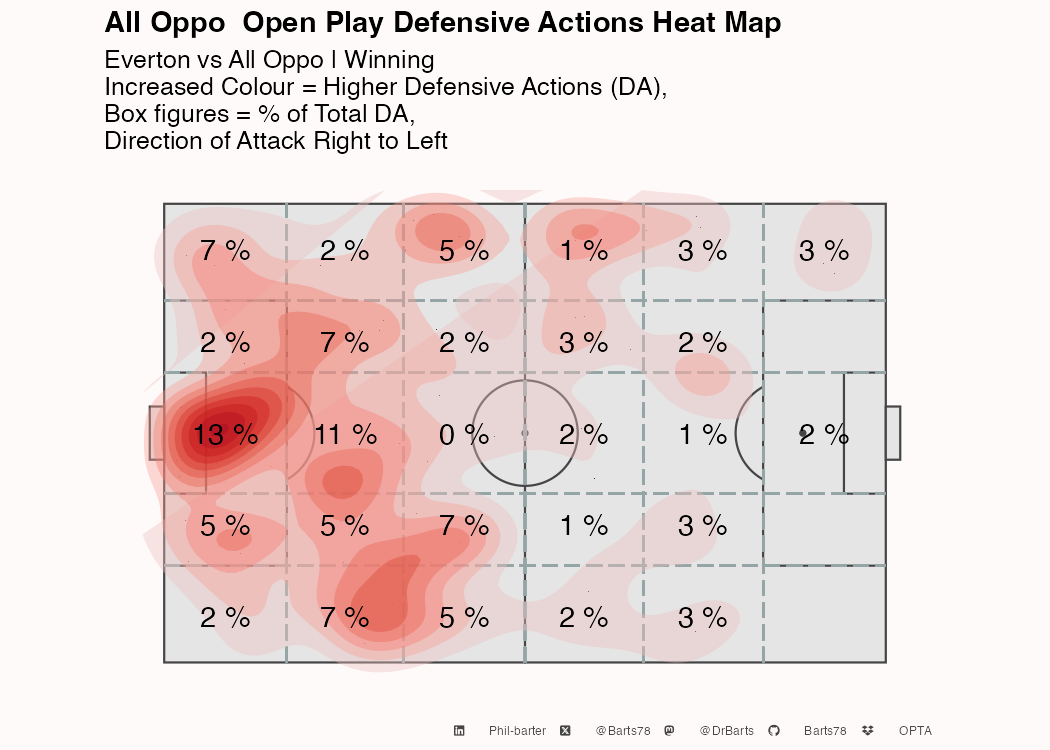 All Oppo  Open Play Defensive Actions Heat Map
Everton vs All Oppo | Winning
Increased Colour = Higher Defensive Actions (DA),
Box figures = % of Total DA,
Direction of Attack Right to Left
7 % 2 % 5 % 1 % 3 % 3 %
2 % 7 % 2 % 3 % 2 %
13 % 11 % 0 % 2 % 1 % 2 %
5 % 5 % 7 % 1 % 3 %
2 % 7 % 5 % 2 % 3 %
Phil-barter @Barts78 @DrBarts Barts78 OPTA